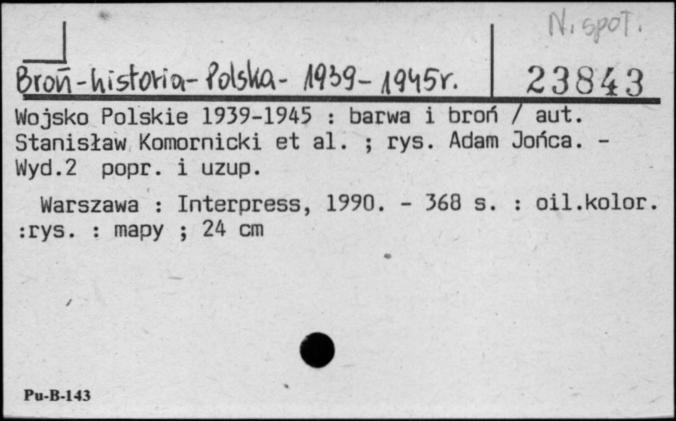 N. spoT.
Broń-historia-Polska- 1939-1945r.
23843
Wojsko Polskie 1939-1945 : barwa i broń / aut.
Stanisław Komornicki et al. ; rys. Adam Jońca. -
Wyd.2 popr. i uzup.
Warszawa : Interpress, 1990. - 368 s. : oil.kolor.
:rys. : mapy ; 24 cm
Pu-B-143